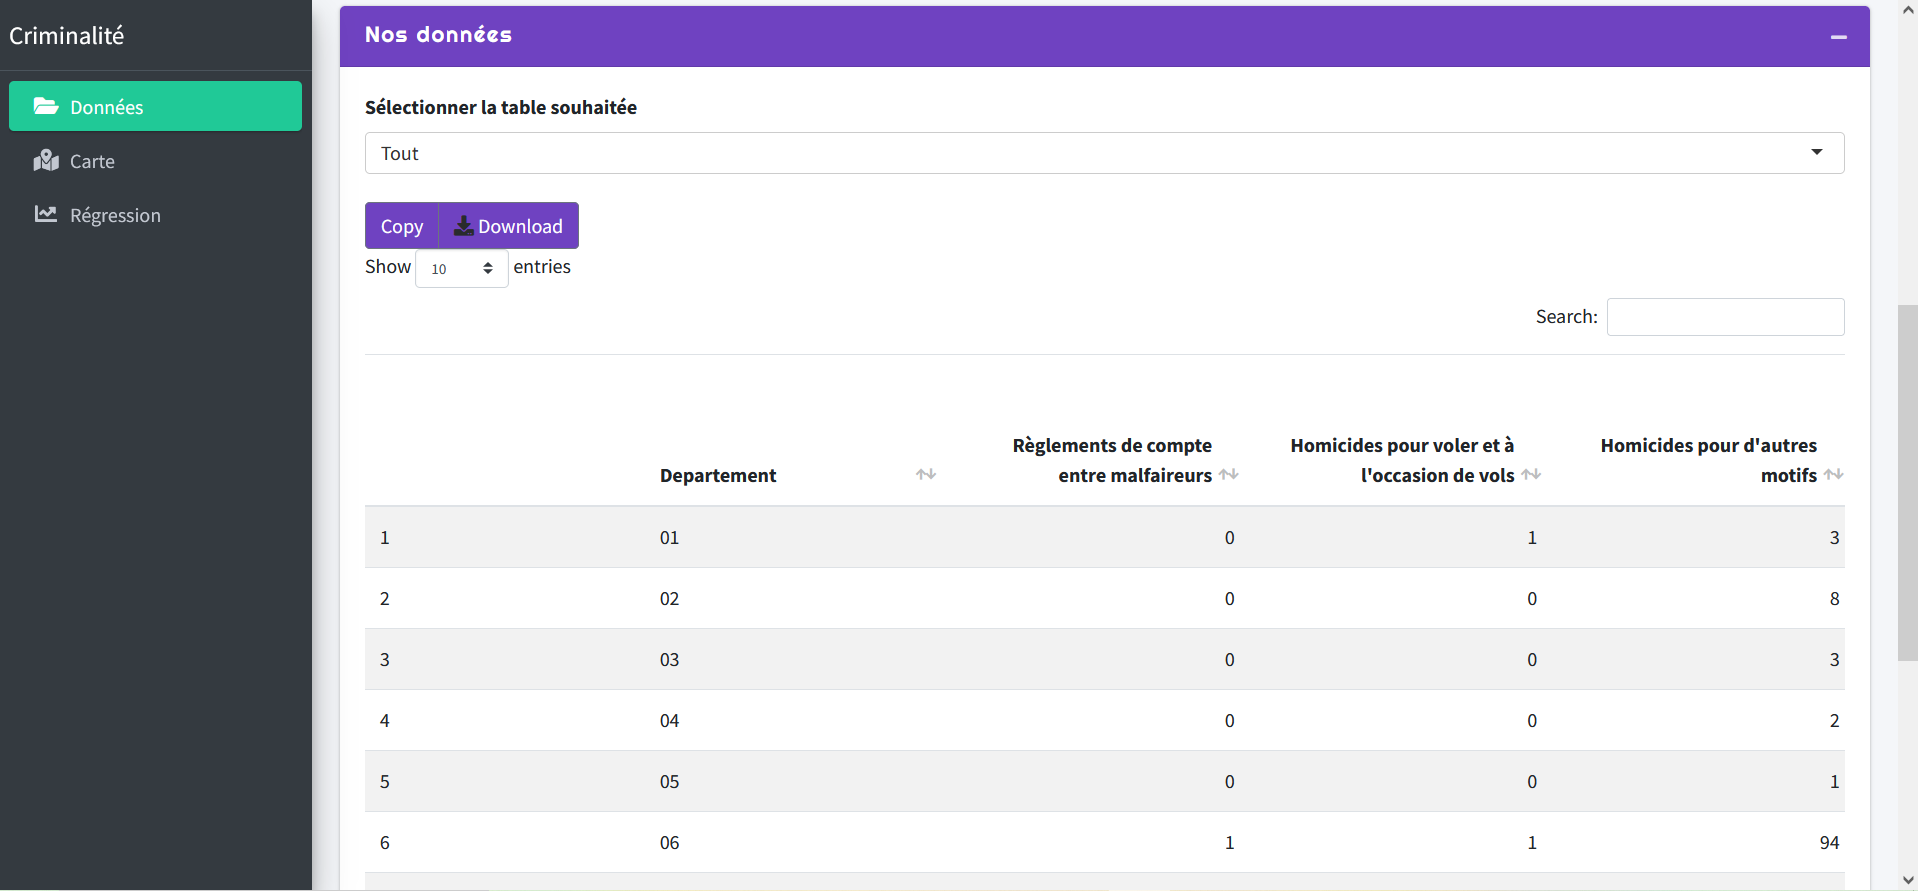 Criminalité
Données
Carte
Régression
Nos données
Sélectionner la table souhaitée
Tout
Copy Download
Show 10 entries
Search:
Departement
Règlements de compte entre malfaireurs
Homicides pour voler et à l'occasion de vols
Homicides pour d'autres motifs
1 01 0 1 3
2 02 0 0 8
3 03 0 0 3
4 04 0 0 2
5 05 0 0 1
6 06 1 1 94